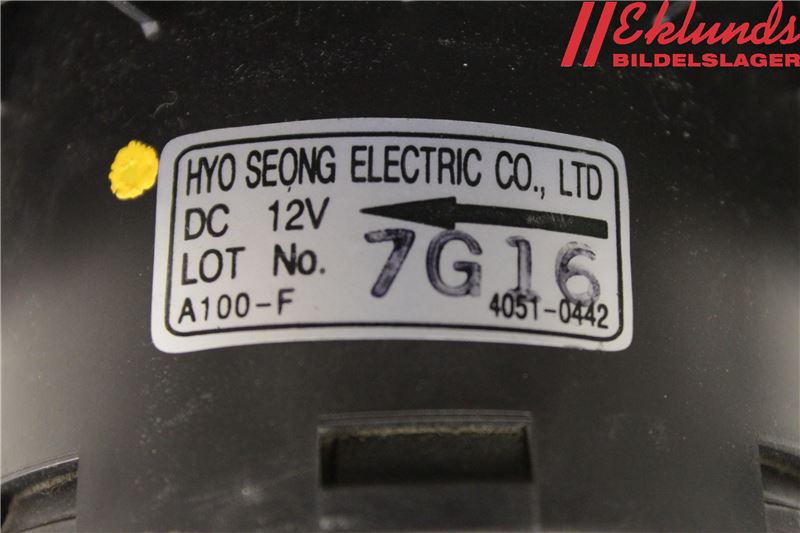 Eklunds
BILDELSLAGER
HYO SEONG ELECTRIC CO., LTD
DC 12V
LOT No. 7G16
A100-F 4051-0442